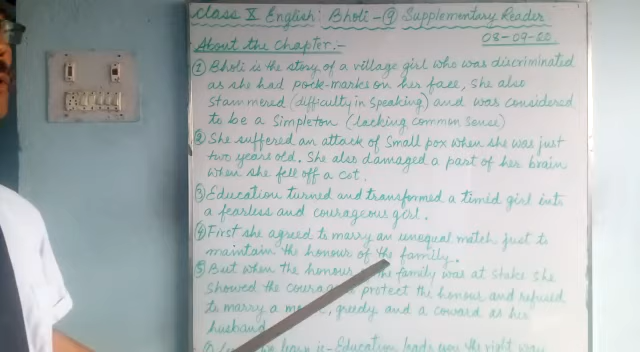 Class X English: Bholi - 9 Supplementary Reader
08-09-20
About the Chapter:-
① Bholi is the story of a village girl who was discriminated
as she had pock-marks on her face, she also
stammered (difficulty in speaking) and was considered
to be a simpleton (lacking common sense)
② She suffered an attack of Small pox when she was just
two years old. She also damaged a part of her brain
when she fell off a cot.
③ Education turned and transformed a timid girl into
a fearless and courageous girl.
④ First she agreed to marry an unequal match just to
maintain the honour of the family.
⑤ But when the honour the family was at stake she
showed the protect the honour and refused
to marry a greedy and a coward as her
husband
learn is - Education leads you the right way